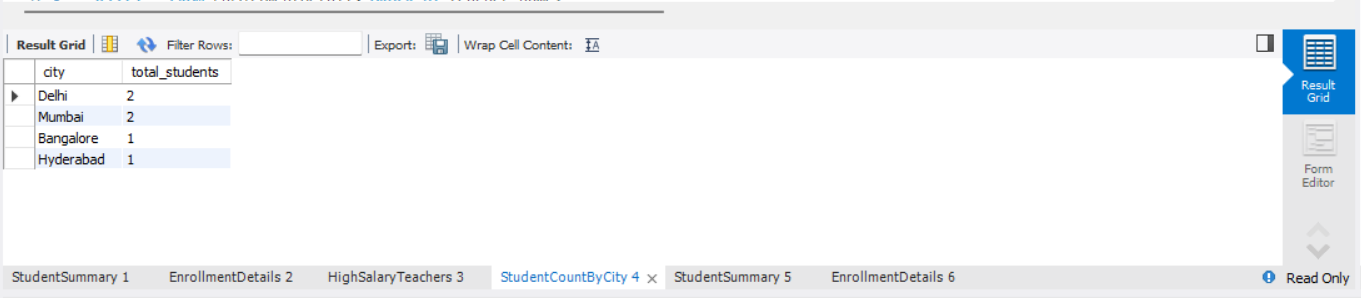 Result Grid Filter Rows: Export: Wrap Cell Content: IA
city total_students
Delhi 2
Mumbai 2
Bangalore 1
Hyderabad 1
Result
Grid
Form
Editor
StudentSummary 1 EnrollmentDetails 2 HighSalaryTeachers 3 StudentCountByCity 4 × StudentSummary 5 EnrollmentDetails 6 Read Only